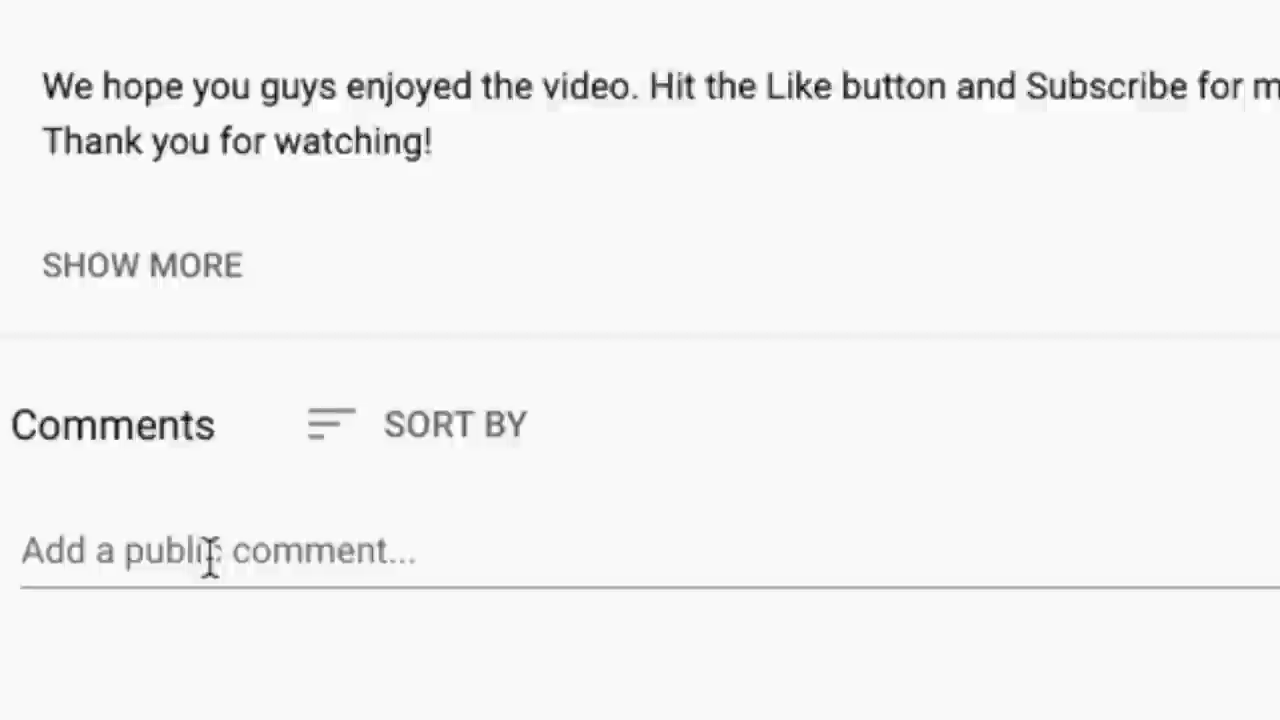 We hope you guys enjoyed the video. Hit the Like button and Subscribe for
Thank you for watching!
SHOW MORE
Comments
SORT BY
Add a public comment...